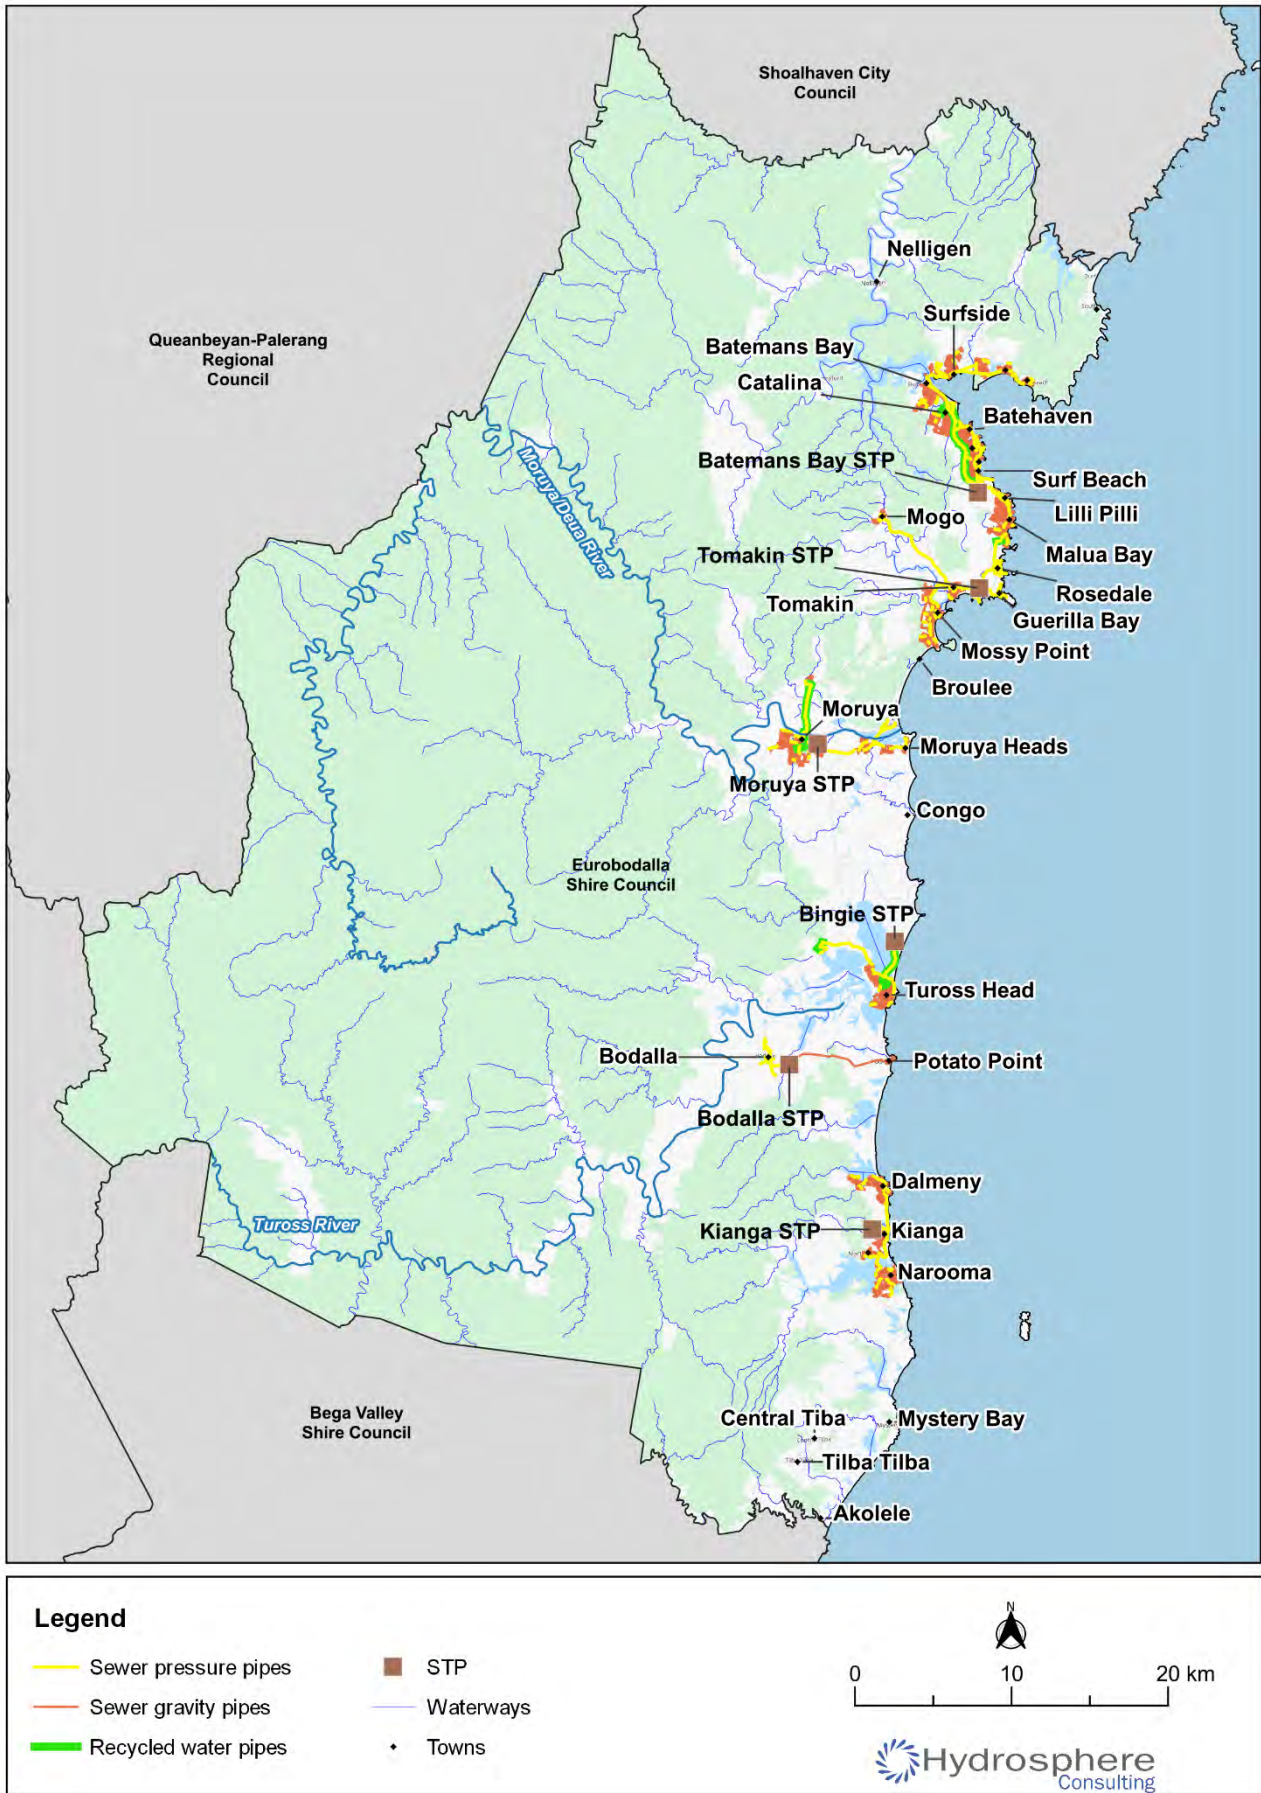 Shoalhaven City
Council
Nelligen
Surfside
Queanbeyan-Palerang
Regional
Council
Batemans Bay
Catalina
Batehaven
Batemans Bay STP
Surf Beach
Lilli Pilli
Mogo
Malua Bay
Tomakin STP
Rosedale
Tomakin
Guerilla Bay
Mossy Point
Broulee
Moruya/Deua River
Moruya
Moruya Heads
Moruya STP
Congo
Eurobodalla
Shire Council
Bingie STP
Tuross Head
Bodalla
Potato Point
Bodalla STP
Dalmeny
Tuross River
Kianga STP
Kianga
Narooma
Bega Valley
Shire Council
Central Tiba
Mystery Bay
Tilba Tilba
Akolele
Legend
Sewer pressure pipes
Sewer gravity pipes
Recycled water pipes
STP
Waterways
Towns
N
0 10 20 km
Hydrosphere
Consulting